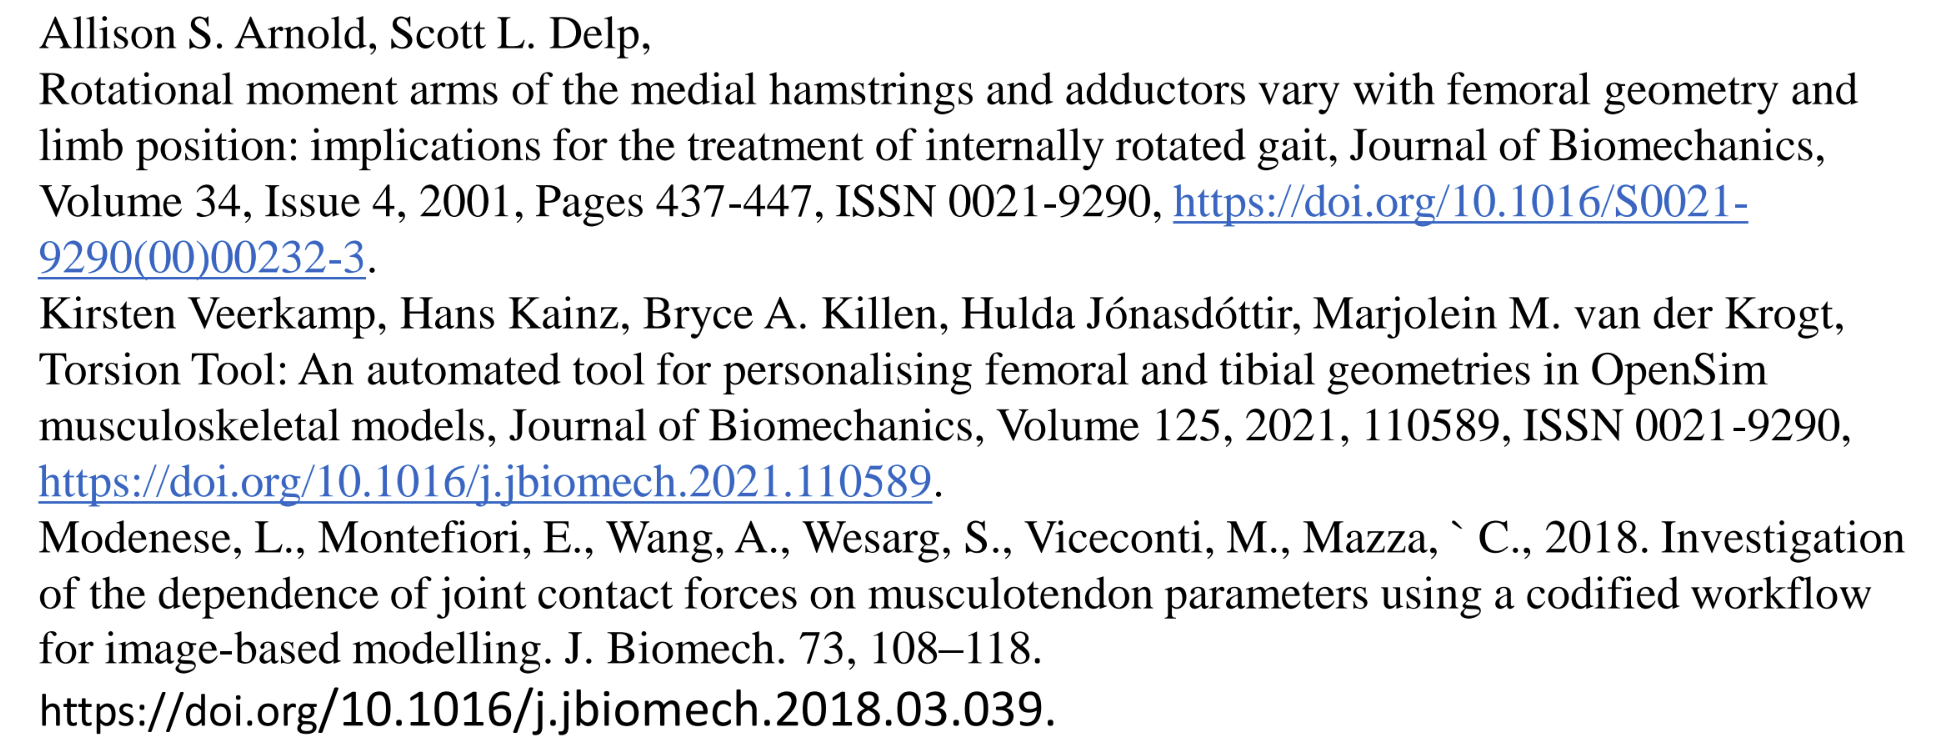 Allison S. Arnold, Scott L. Delp,
Rotational moment arms of the medial hamstrings and adductors vary with femoral geometry and
limb position: implications for the treatment of internally rotated gait, Journal of Biomechanics,
Volume 34, Issue 4, 2001, Pages 437-447, ISSN 0021-9290, https://doi.org/10.1016/S0021-
9290(00)00232-3.
Kirsten Veerkamp, Hans Kainz, Bryce A. Killen, Hulda Jónasdóttir, Marjolein M. van der Krogt,
Torsion Tool: An automated tool for personalising femoral and tibial geometries in OpenSim
musculoskeletal models, Journal of Biomechanics, Volume 125, 2021, 110589, ISSN 0021-9290,
https://doi.org/10.1016/j.jbiomech.2021.110589.
Modenese, L., Montefiori, E., Wang, A., Wesarg, S., Viceconti, M., Mazza, ` C., 2018. Investigation
of the dependence of joint contact forces on musculotendon parameters using a codified workflow
for image-based modelling. J. Biomech. 73, 108–118.
https://doi.org/10.1016/j.jbiomech.2018.03.039.